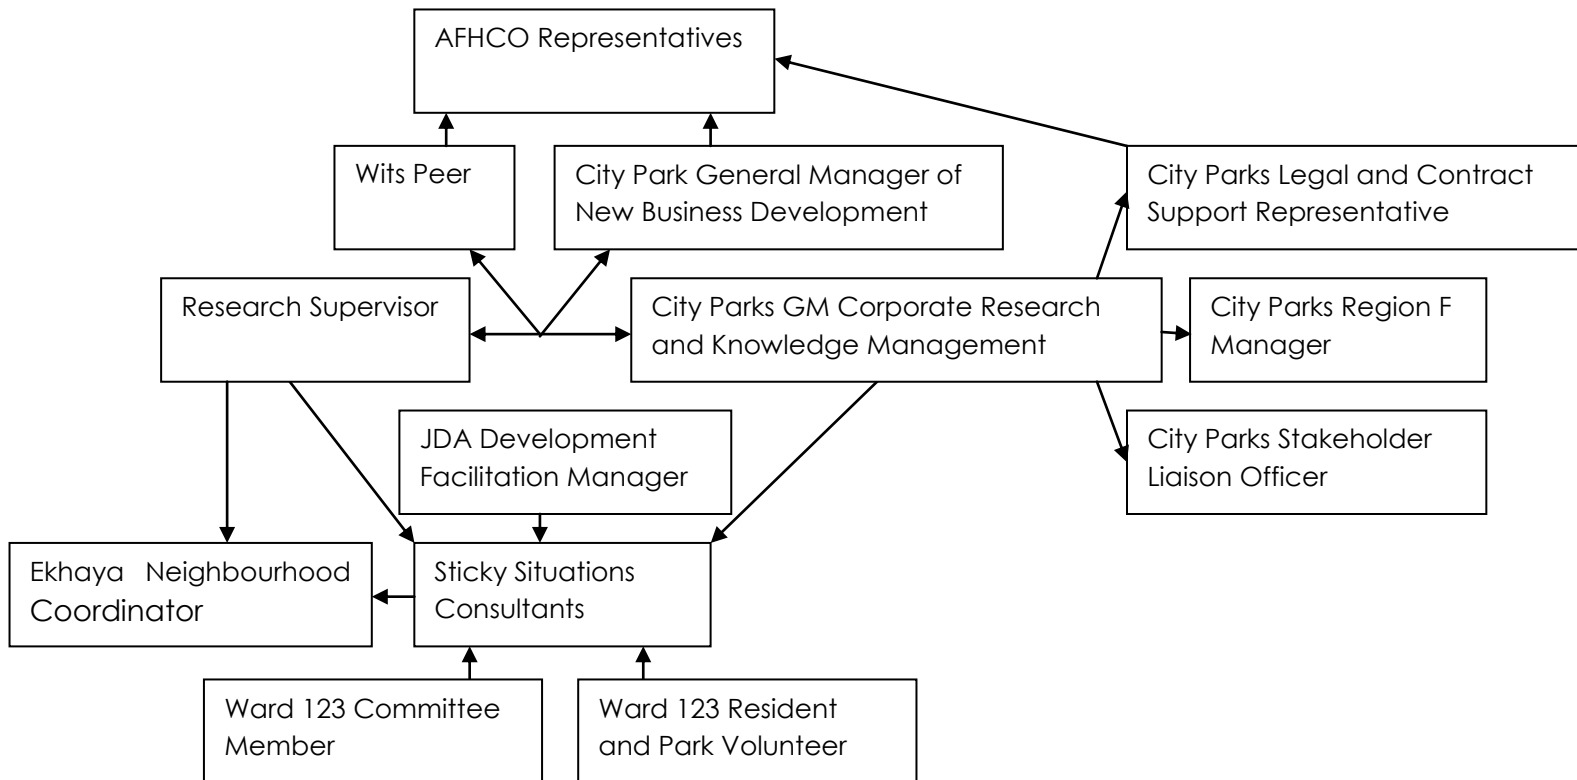 AFHCO Representatives
Wits Peer
City Park General Manager of
New Business Development
City Parks Legal and Contract
Support Representative
Research Supervisor
City Parks GM Corporate Research
and Knowledge Management
City Parks Region F
Manager
JDA Development
Facilitation Manager
City Parks Stakeholder
Liaison Officer
Ekhaya Neighbourhood
Coordinator
Sticky Situations
Consultants
Ward 123 Committee
Member
Ward 123 Resident
and Park Volunteer